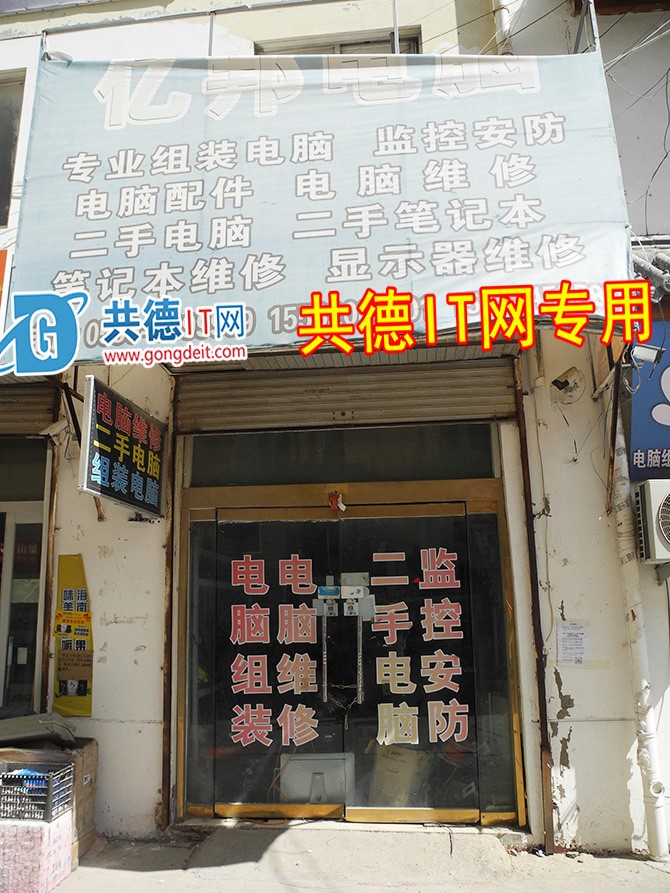 亿邦电脑
专业组装电脑 监控安防
电脑配件 电脑维修
二手电脑 二手笔记本
笔记本维修 显示器维修
共德IT网
www.gongdeit.com
共德IT网专用
电脑维修
二手电脑
组装电脑
电脑组装
电脑维修
二手电脑
监控安防
海南
味美